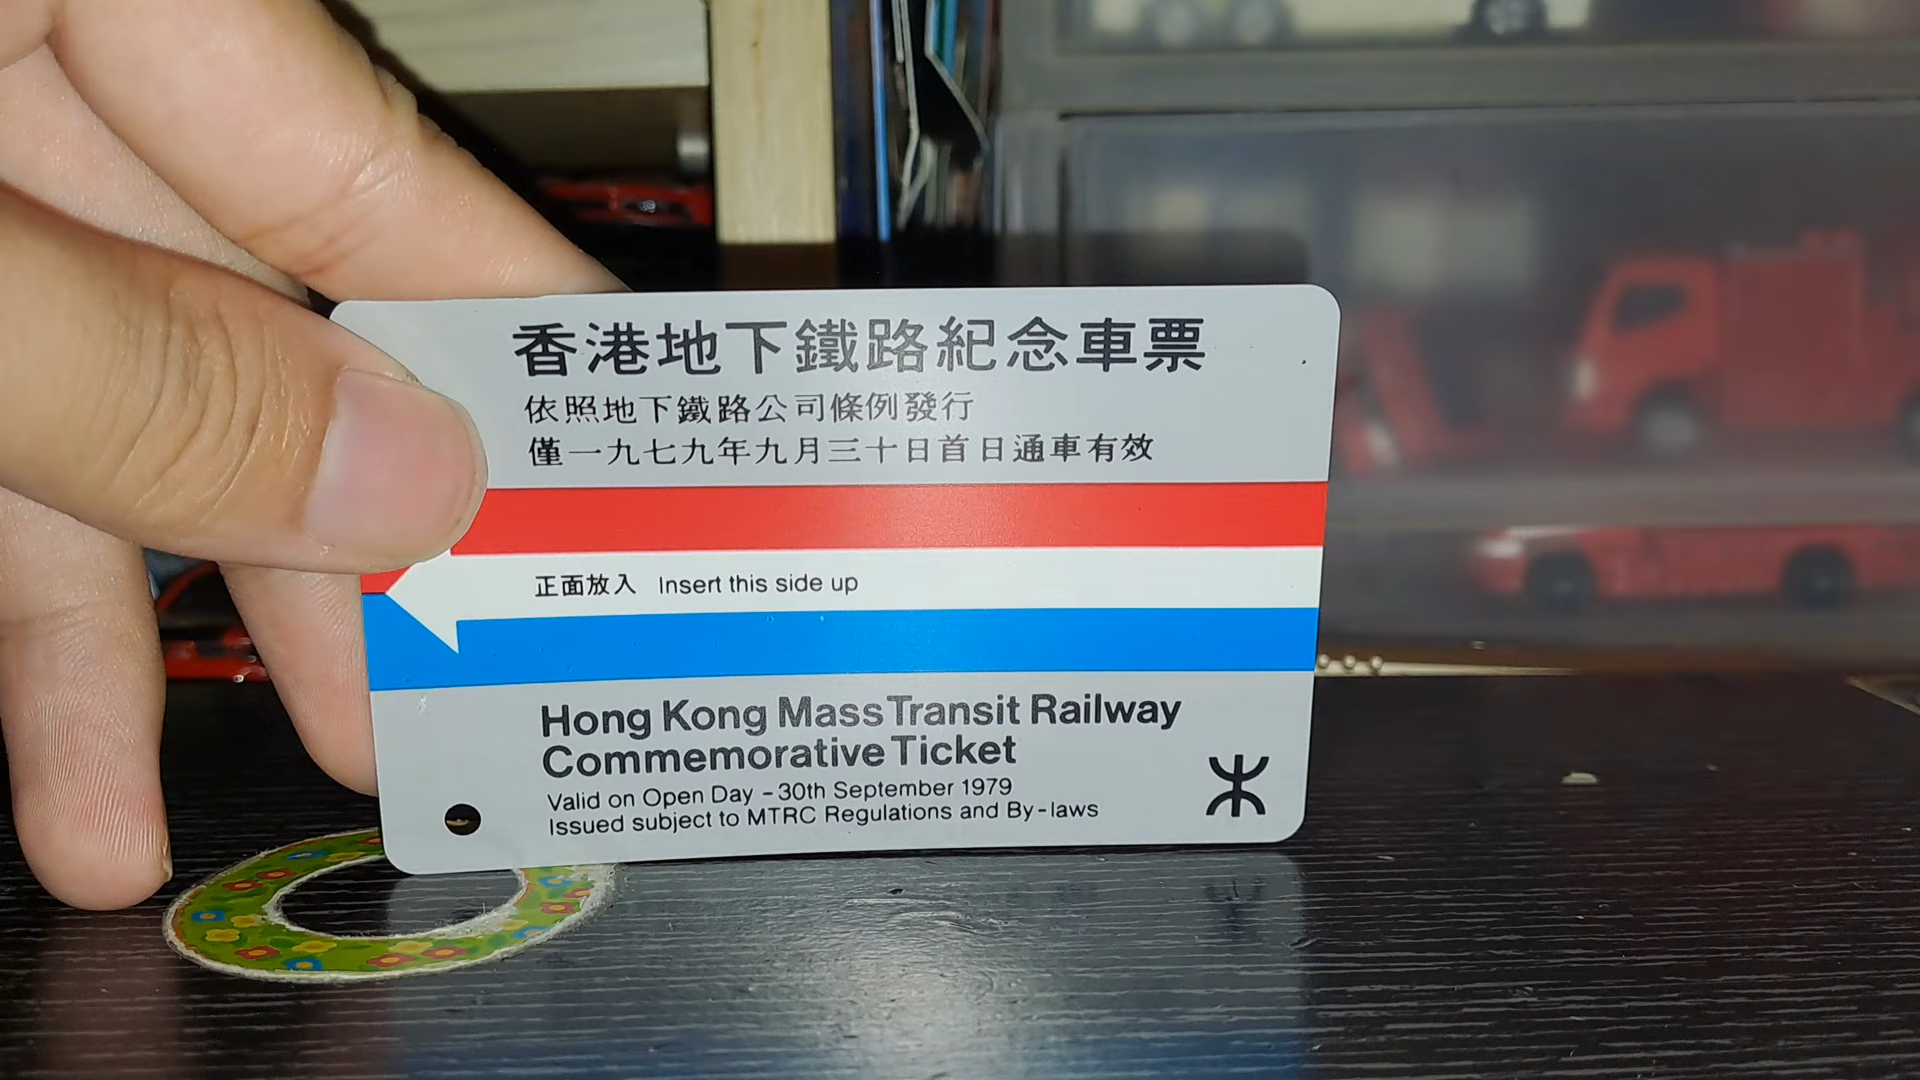 香港地下鐵路紀念車票
依照地下鐵路公司條例發行
僅一九七九年九月三十日首日通車有效
正面放入 Insert this side up
Hong Kong Mass Transit Railway
Commemorative Ticket
Valid on Open Day - 30th September 1979
Issued subject to MTRC Regulations and By-laws